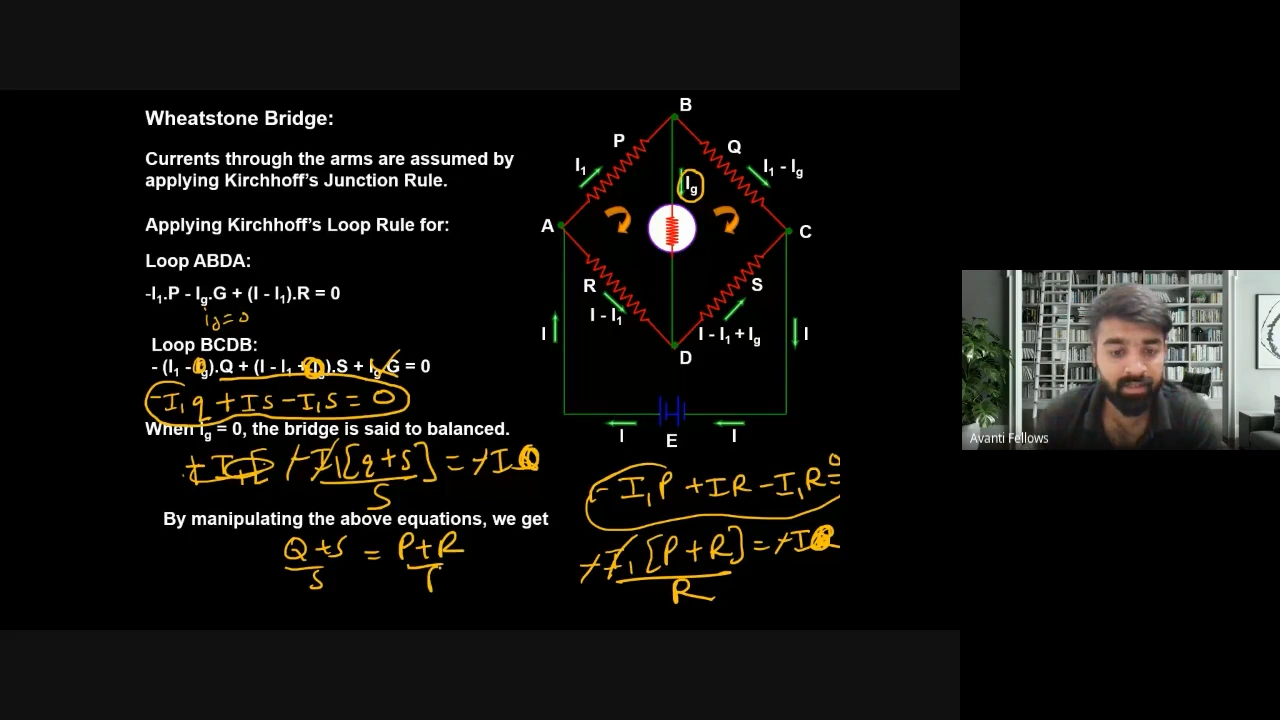 Wheatstone Bridge:
Currents through the arms are assumed by
applying Kirchhoff's Junction Rule.
Applying Kirchhoff's Loop Rule for:
Loop ABDA:
-I₁.P - Ig.G + (I - I₁).R = 0
ig=0
Loop BCDB:
- (I₁ - Ig).Q + (I - I₁ + Ig).S + Ig.G = 0
-I₁q + IS - I₁S = 0
When Ig = 0, the bridge is said to balanced.
-I₁[q+S] = -I
S
By manipulating the above equations, we get
Q+S = P+R
S
B
P
Q
I₁
I₁ - Ig
Ig
A
C
R
S
I - I₁
I - I₁ + Ig
D
I
I
I
E
I
-I₁P + IR - I₁R = 0
-I₁[P+R] = -I
R
Avanti Fellows